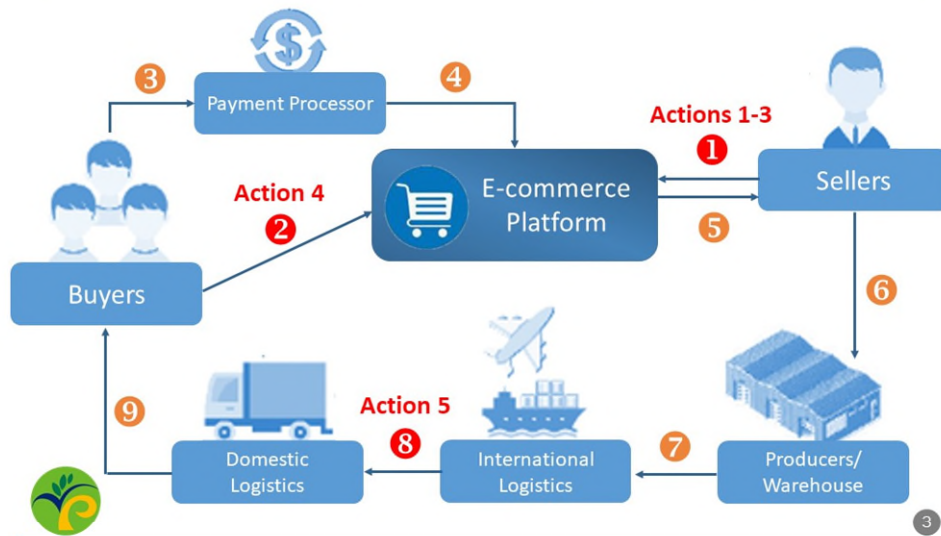 3
Payment Processor
4
Actions 1-3
1
Sellers
Action 4
2
E-commerce
Platform
5
Buyers
6
9
Action 5
8
7
Domestic
Logistics
International
Logistics
Producers/
Warehouse
3